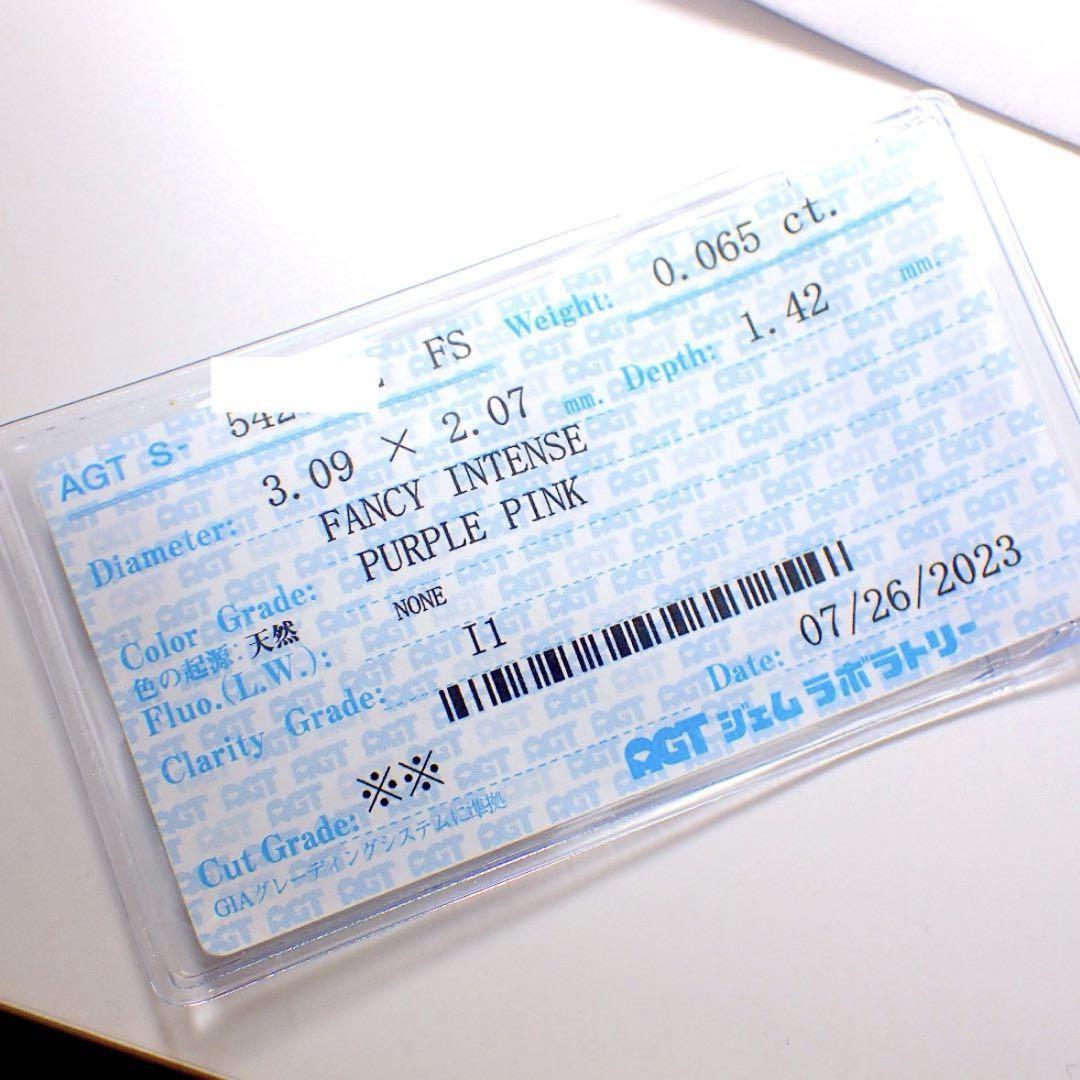 AGT S- 542 FS Weight: 0.065 ct.
Diameter: 3.09 × 2.07 mm. Depth: 1.42 mm.
Color Grade: FANCY INTENSE
PURPLE PINK
色の起源: 天然
Fluo.(L.W.): NONE
Clarity Grade: I1
Cut Grade: ※※
Date: 07/26/2023
GIAグレーディングシステムに準拠
AGT ジェム ラボラトリー